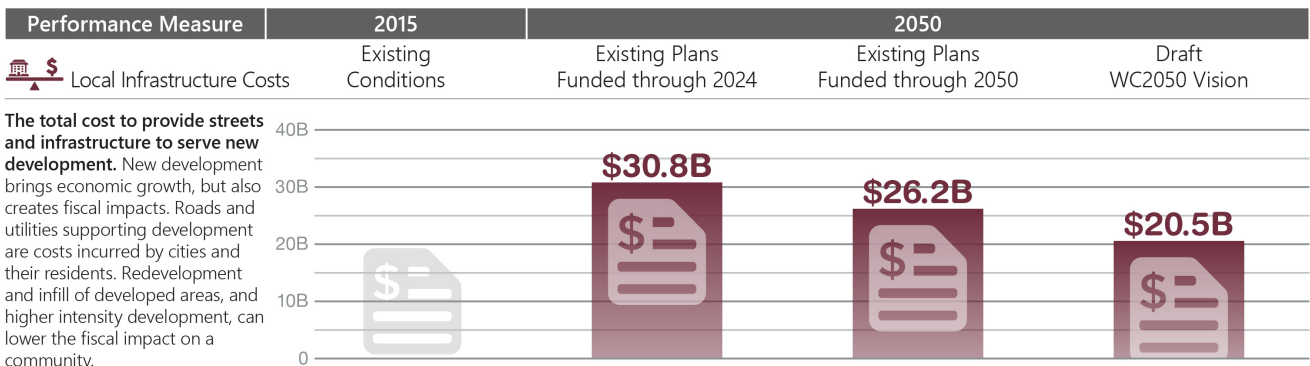 Performance Measure
2015
2050
$
Local Infrastructure Costs
Existing
Conditions
Existing Plans
Funded through 2024
Existing Plans
Funded through 2050
Draft
WC2050 Vision
The total cost to provide streets
and infrastructure to serve new
development. New development
brings economic growth, but also
creates fiscal impacts. Roads and
utilities supporting development
are costs incurred by cities and
their residents. Redevelopment
and infill of developed areas, and
higher intensity development, can
lower the fiscal impact on a
community.
40B
30B
20B
10B
0
$
$30.8B
$
$26.2B
$
$20.5B
$